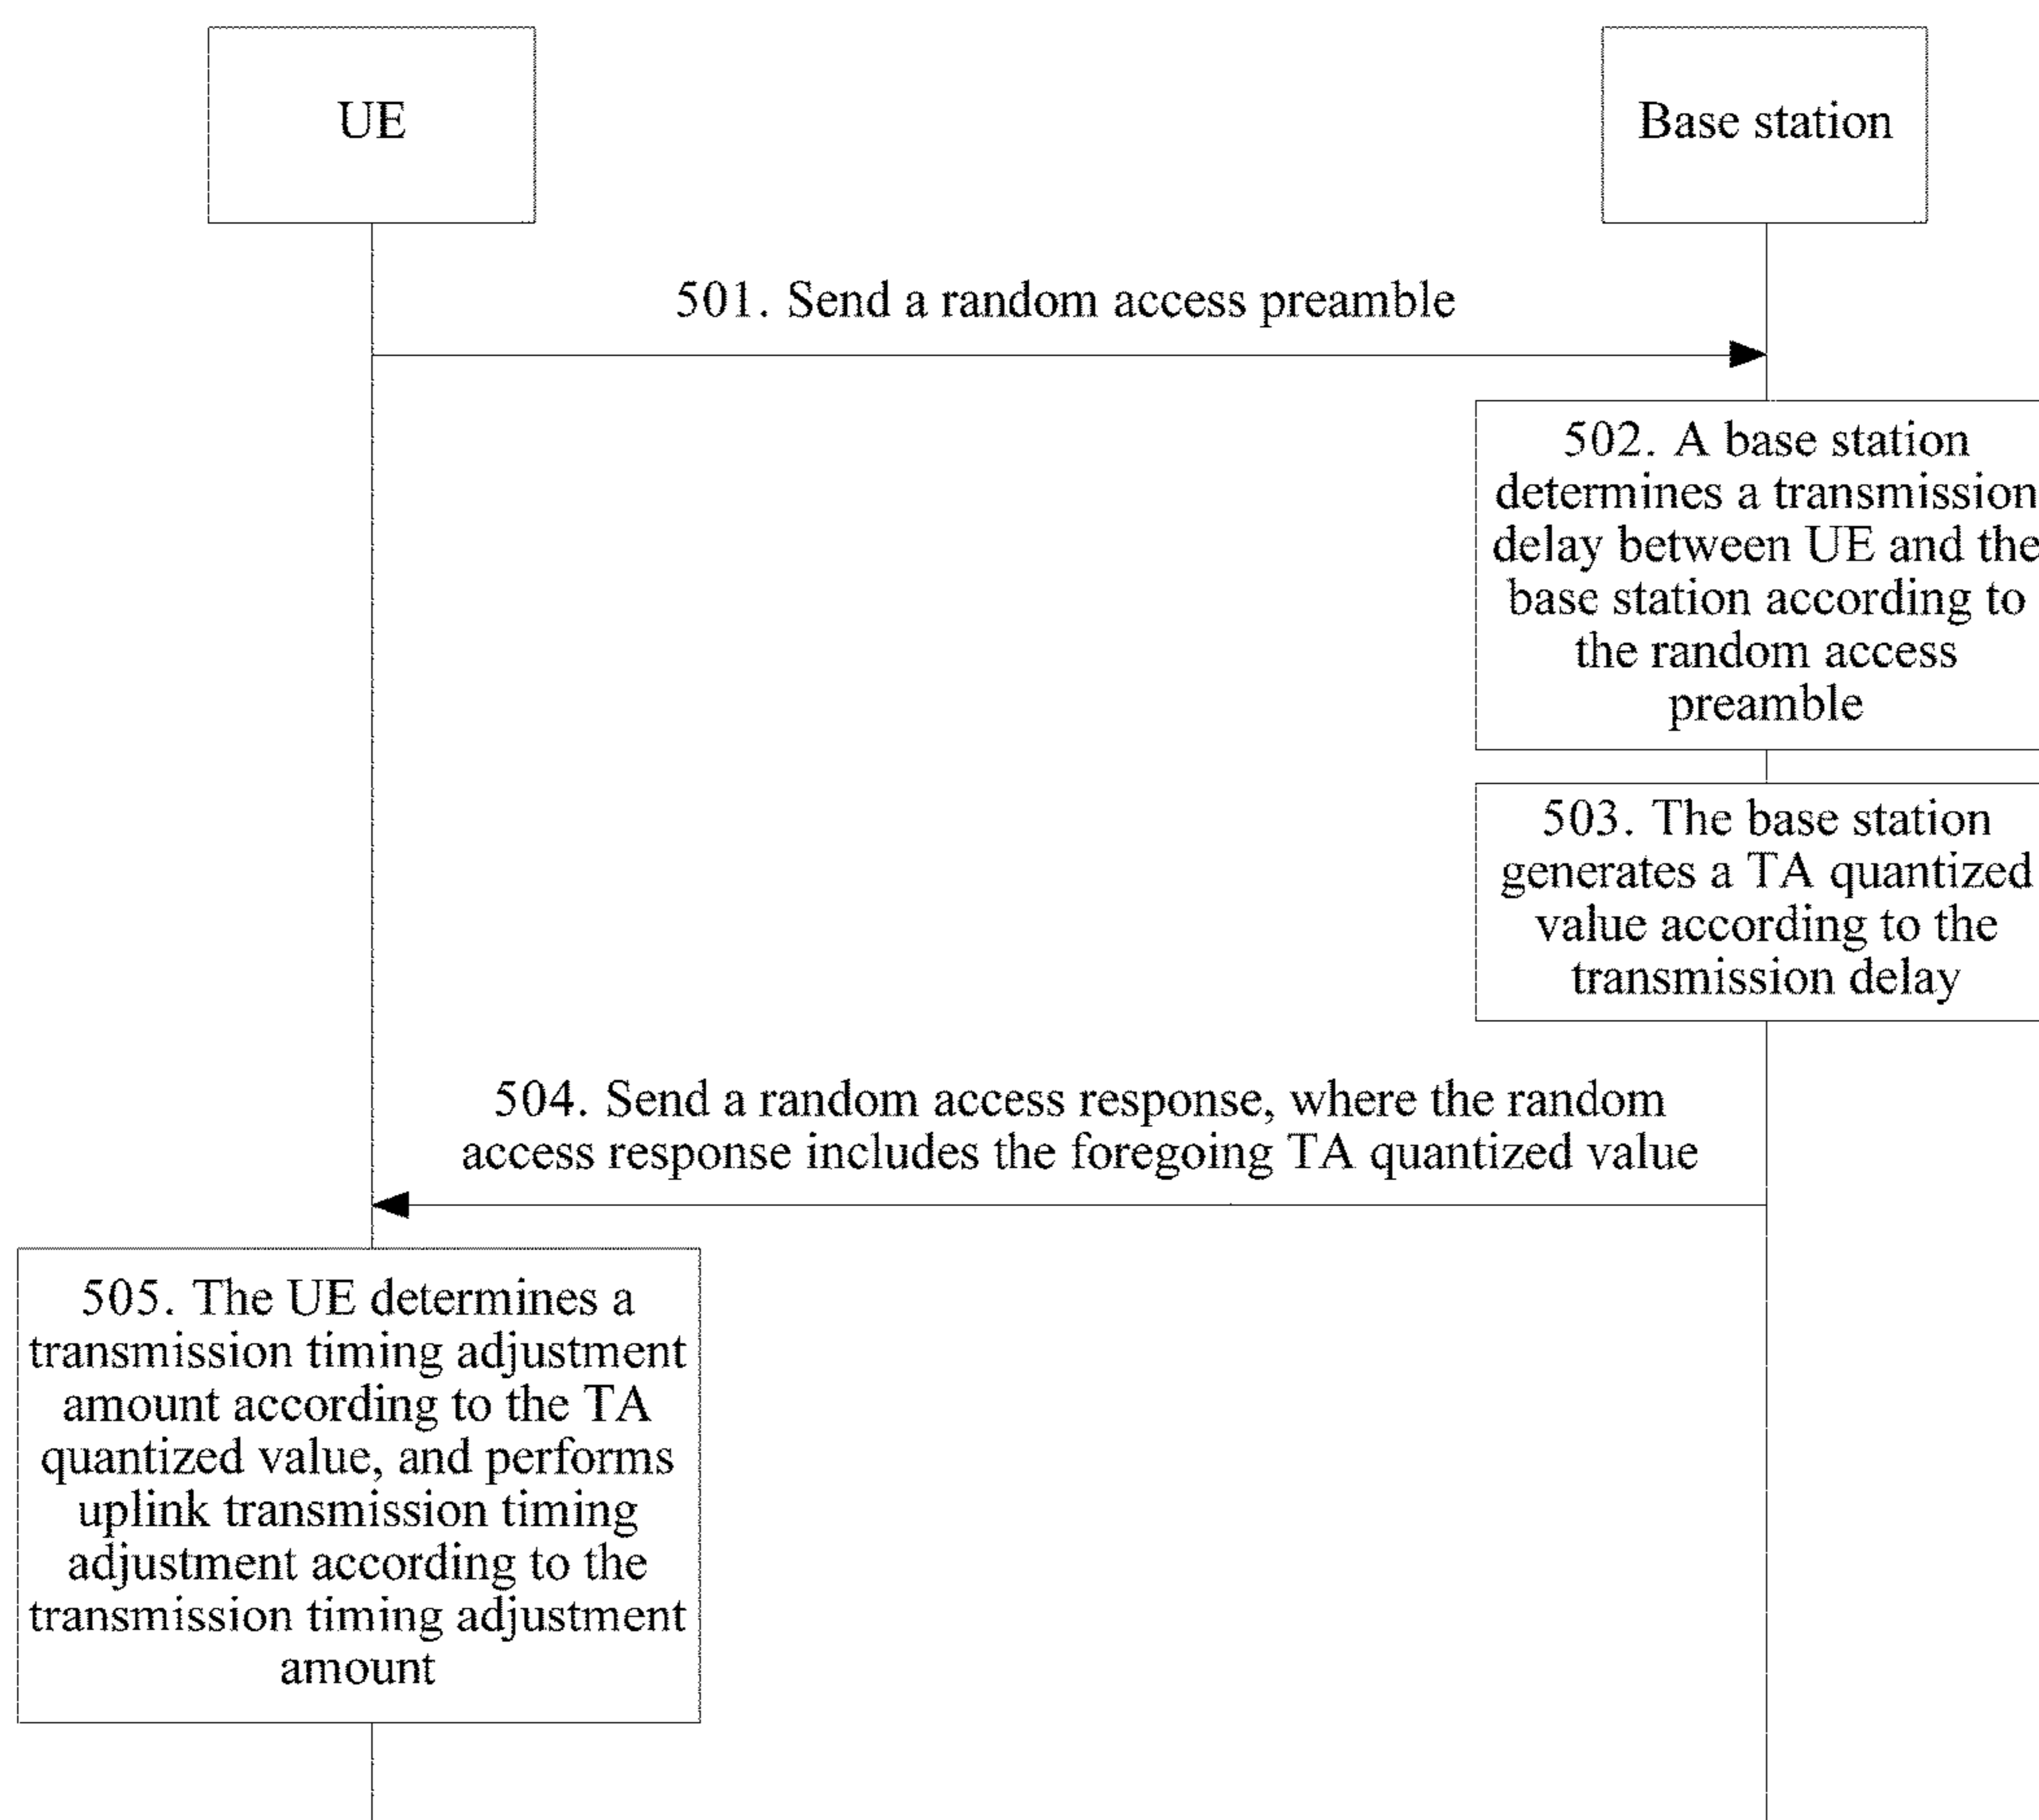 UE
Base station
501. Send a random access preamble
502. A base station
determines a transmission
delay between UE and the
base station according to
the random access
preamble
503. The base station
generates a TA quantized
value according to the
transmission delay
504. Send a random access response, where the random
access response includes the foregoing TA quantized value
505. The UE determines a
transmission timing adjustment
amount according to the TA
quantized value, and performs
uplink transmission timing
adjustment according to the
transmission timing adjustment
amount